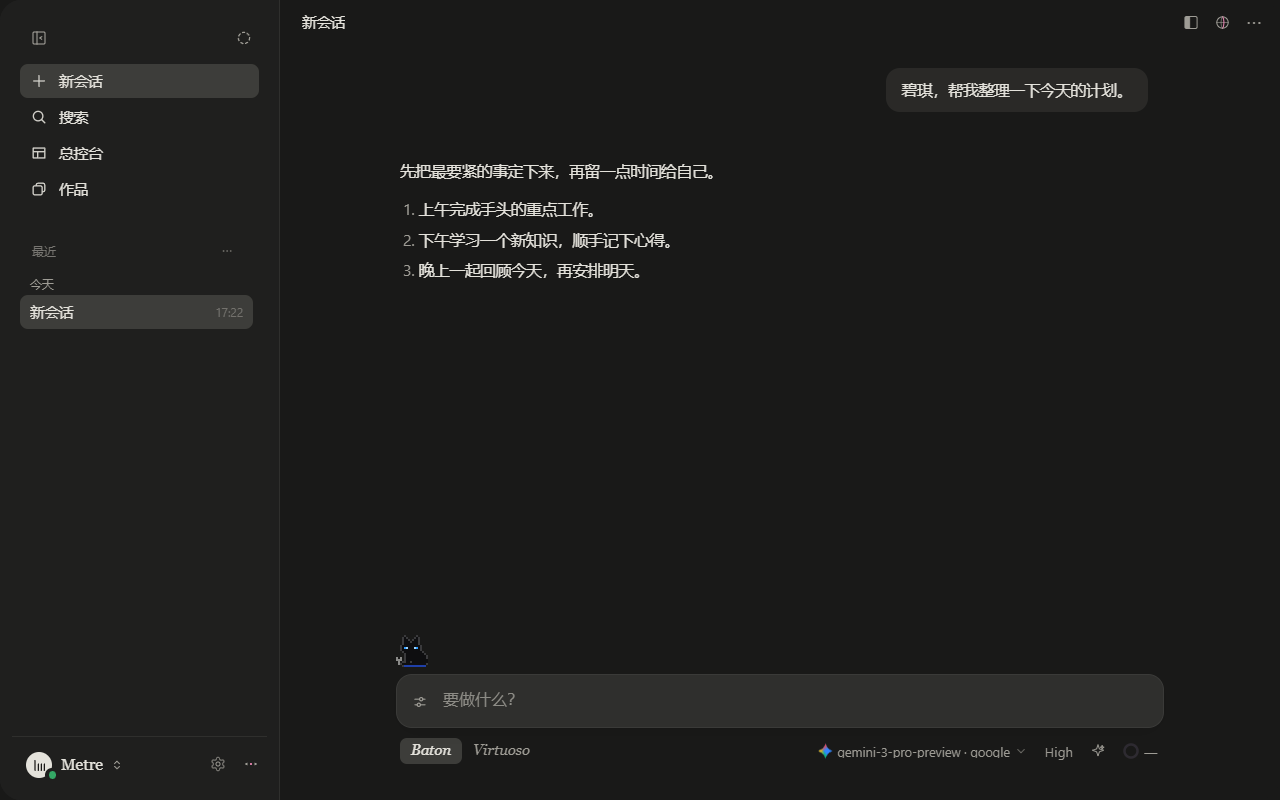 新会话
新会话
搜索
总控台
作品
最近
今天
新会话 17:22
碧琪，帮我整理一下今天的计划。
先把最要紧的事定下来，再留一点时间给自己。
1. 上午完成手头的重点工作。
2. 下午学习一个新知识，顺手记下心得。
3. 晚上一起回顾今天，再安排明天。
要做什么？
Baton Virtuoso
gemini-3-pro-preview · google High —
Metre